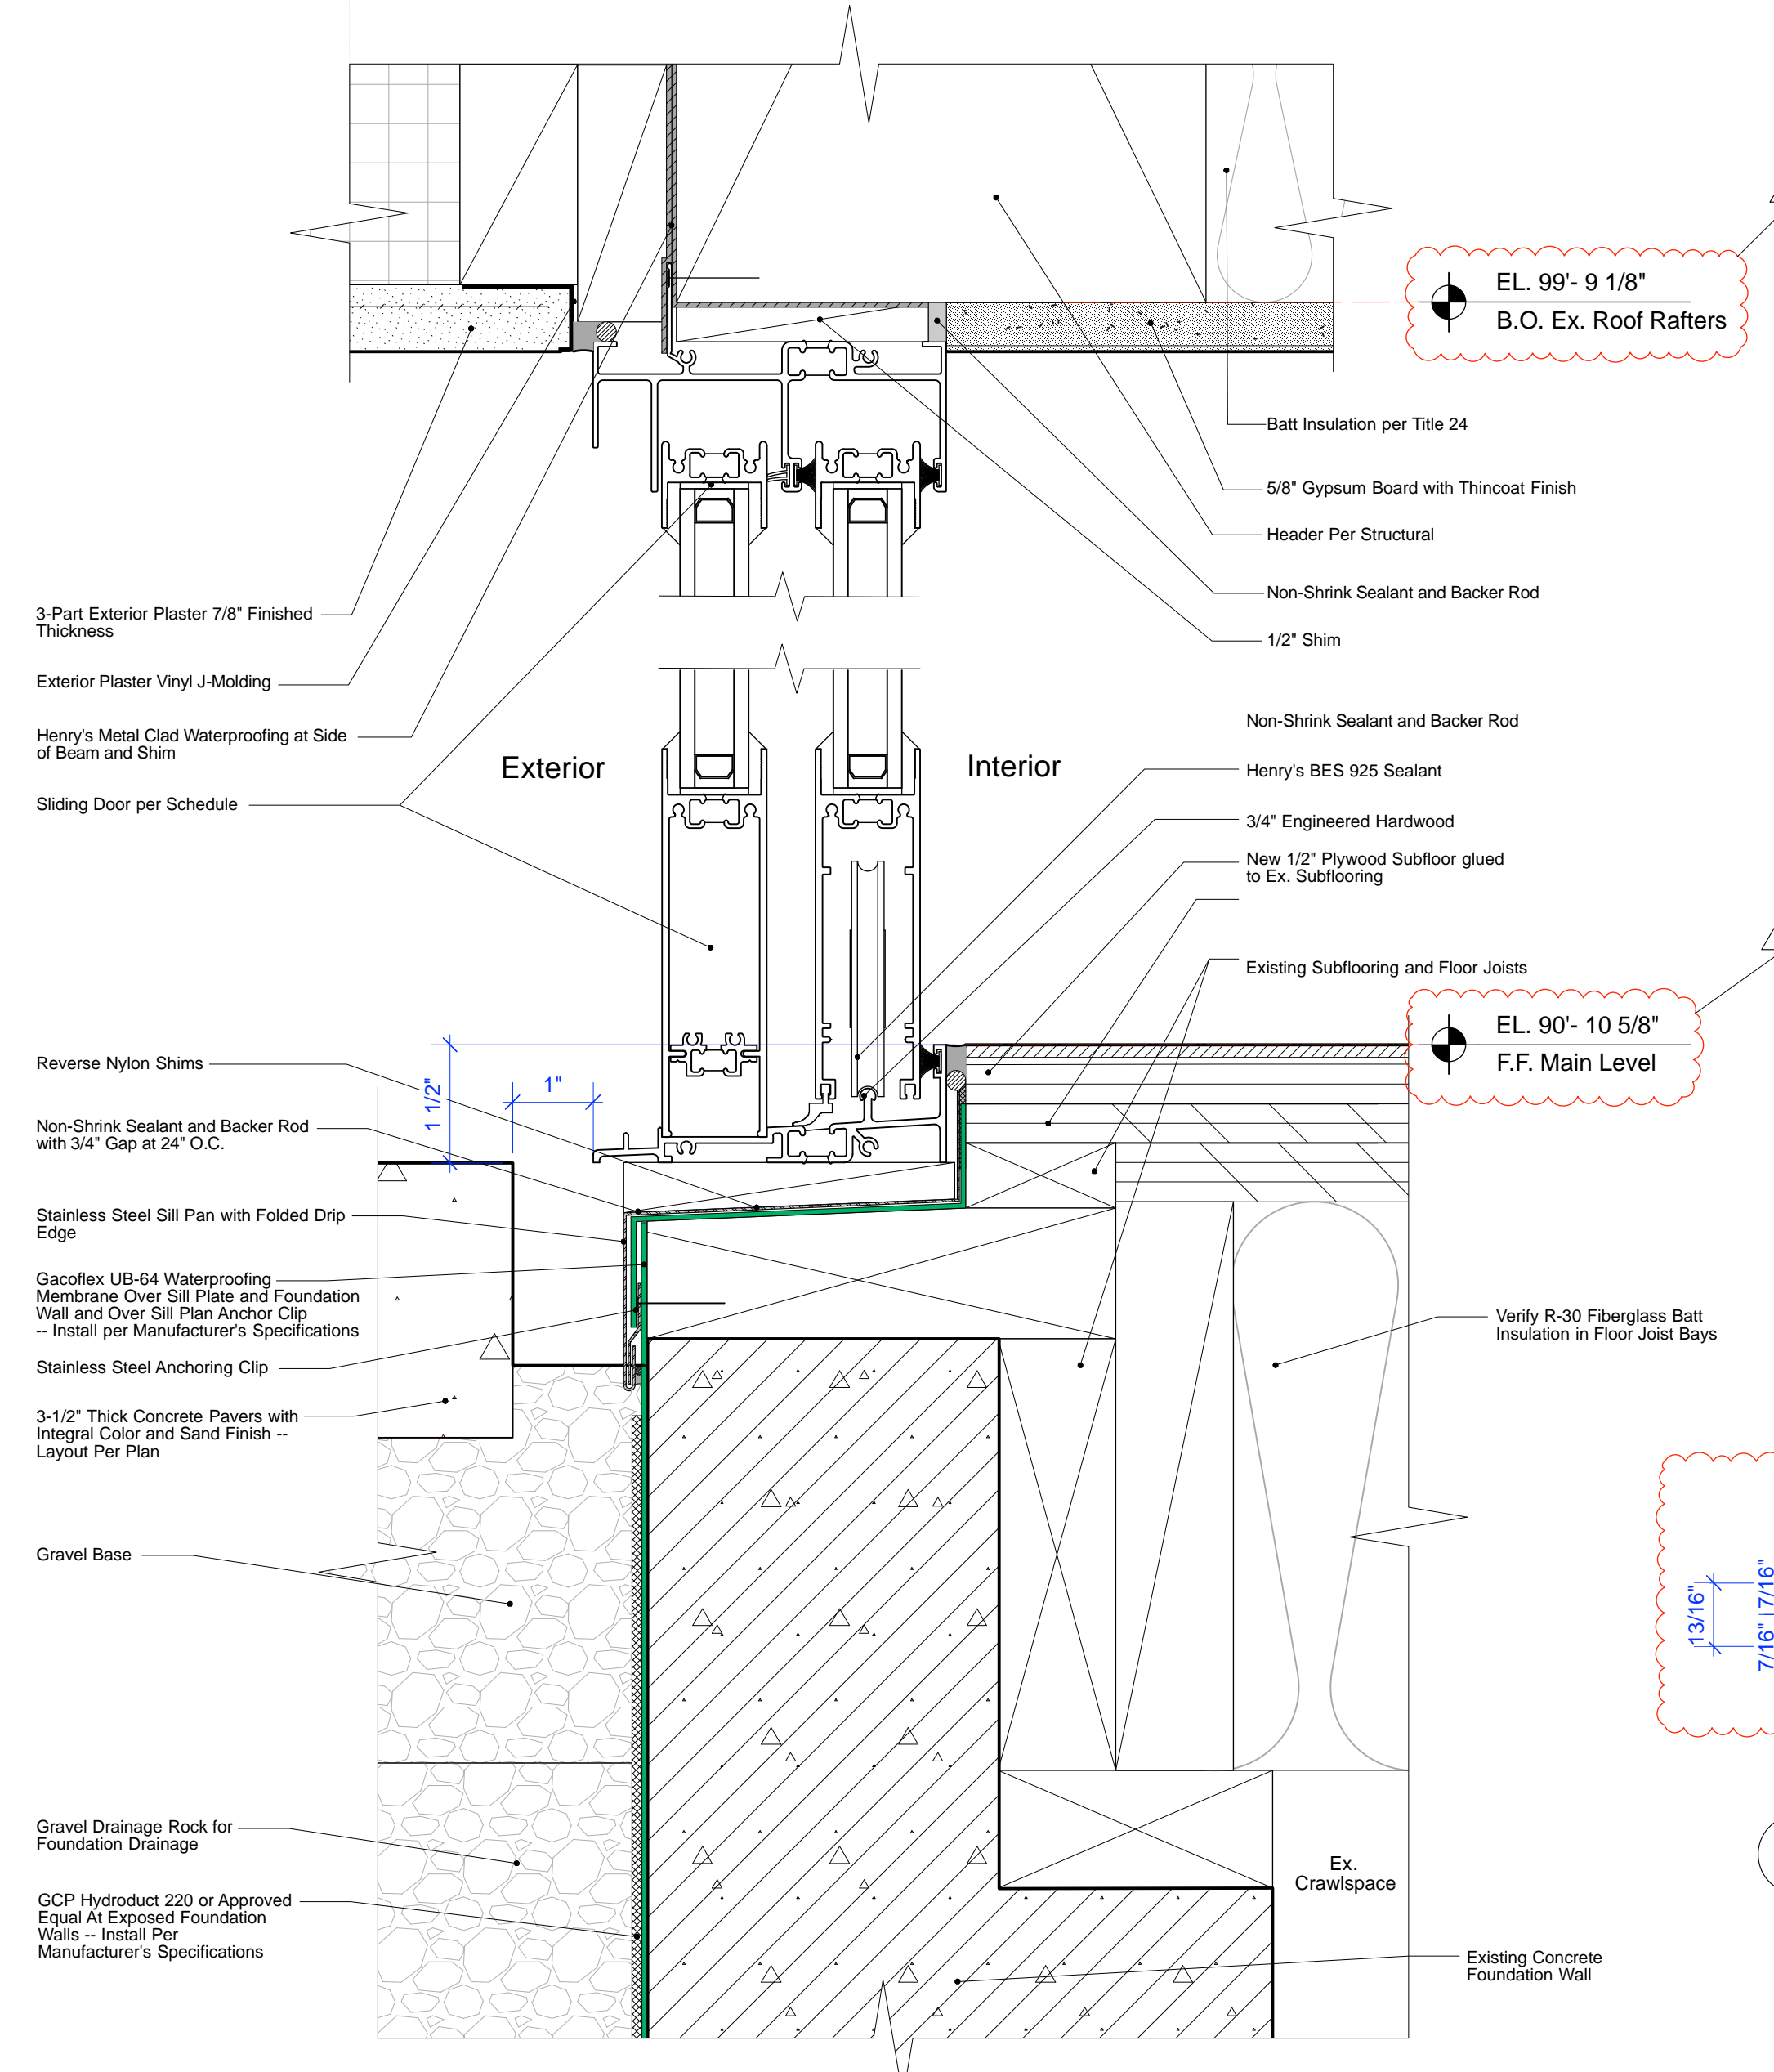 EL. 99'- 9 1/8"
B.O. Ex. Roof Rafters
Batt Insulation per Title 24
5/8" Gypsum Board with Thincoat Finish
Header Per Structural
Non-Shrink Sealant and Backer Rod
1/2" Shim
3-Part Exterior Plaster 7/8" Finished
Thickness
Exterior Plaster Vinyl J-Molding
Henry's Metal Clad Waterproofing at Side
of Beam and Shim
Sliding Door per Schedule
Exterior
Interior
Non-Shrink Sealant and Backer Rod
Henry's BES 925 Sealant
3/4" Engineered Hardwood
New 1/2" Plywood Subfloor glued
to Ex. Subflooring
Existing Subflooring and Floor Joists
EL. 90'- 10 5/8"
F.F. Main Level
Reverse Nylon Shims
1 1/2"
1"
Non-Shrink Sealant and Backer Rod
with 3/4" Gap at 24" O.C.
Stainless Steel Sill Pan with Folded Drip
Edge
Gacoflex UB-64 Waterproofing
Membrane Over Sill Plate and Foundation
Wall and Over Sill Plan Anchor Clip
-- Install per Manufacturer's Specifications
Stainless Steel Anchoring Clip
3-1/2" Thick Concrete Pavers with
Integral Color and Sand Finish --
Layout Per Plan
Verify R-30 Fiberglass Batt
Insulation in Floor Joist Bays
Gravel Base
13/16"
7/16"
7/16"
Gravel Drainage Rock for
Foundation Drainage
GCP Hydroduct 220 or Approved
Equal At Exposed Foundation
Walls -- Install Per
Manufacturer's Specifications
Ex.
Crawlspace
Existing Concrete
Foundation Wall